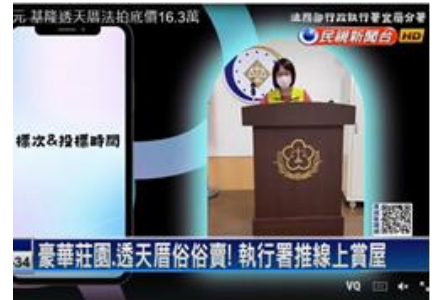 元 基隆透天厝法拍底價16.3萬
法務部行政執行署宜蘭分署
民視新聞台 HD
標次&投標時間
34 豪華莊園.透天厝俗俗賣! 執行署推線上賞屋
VQ